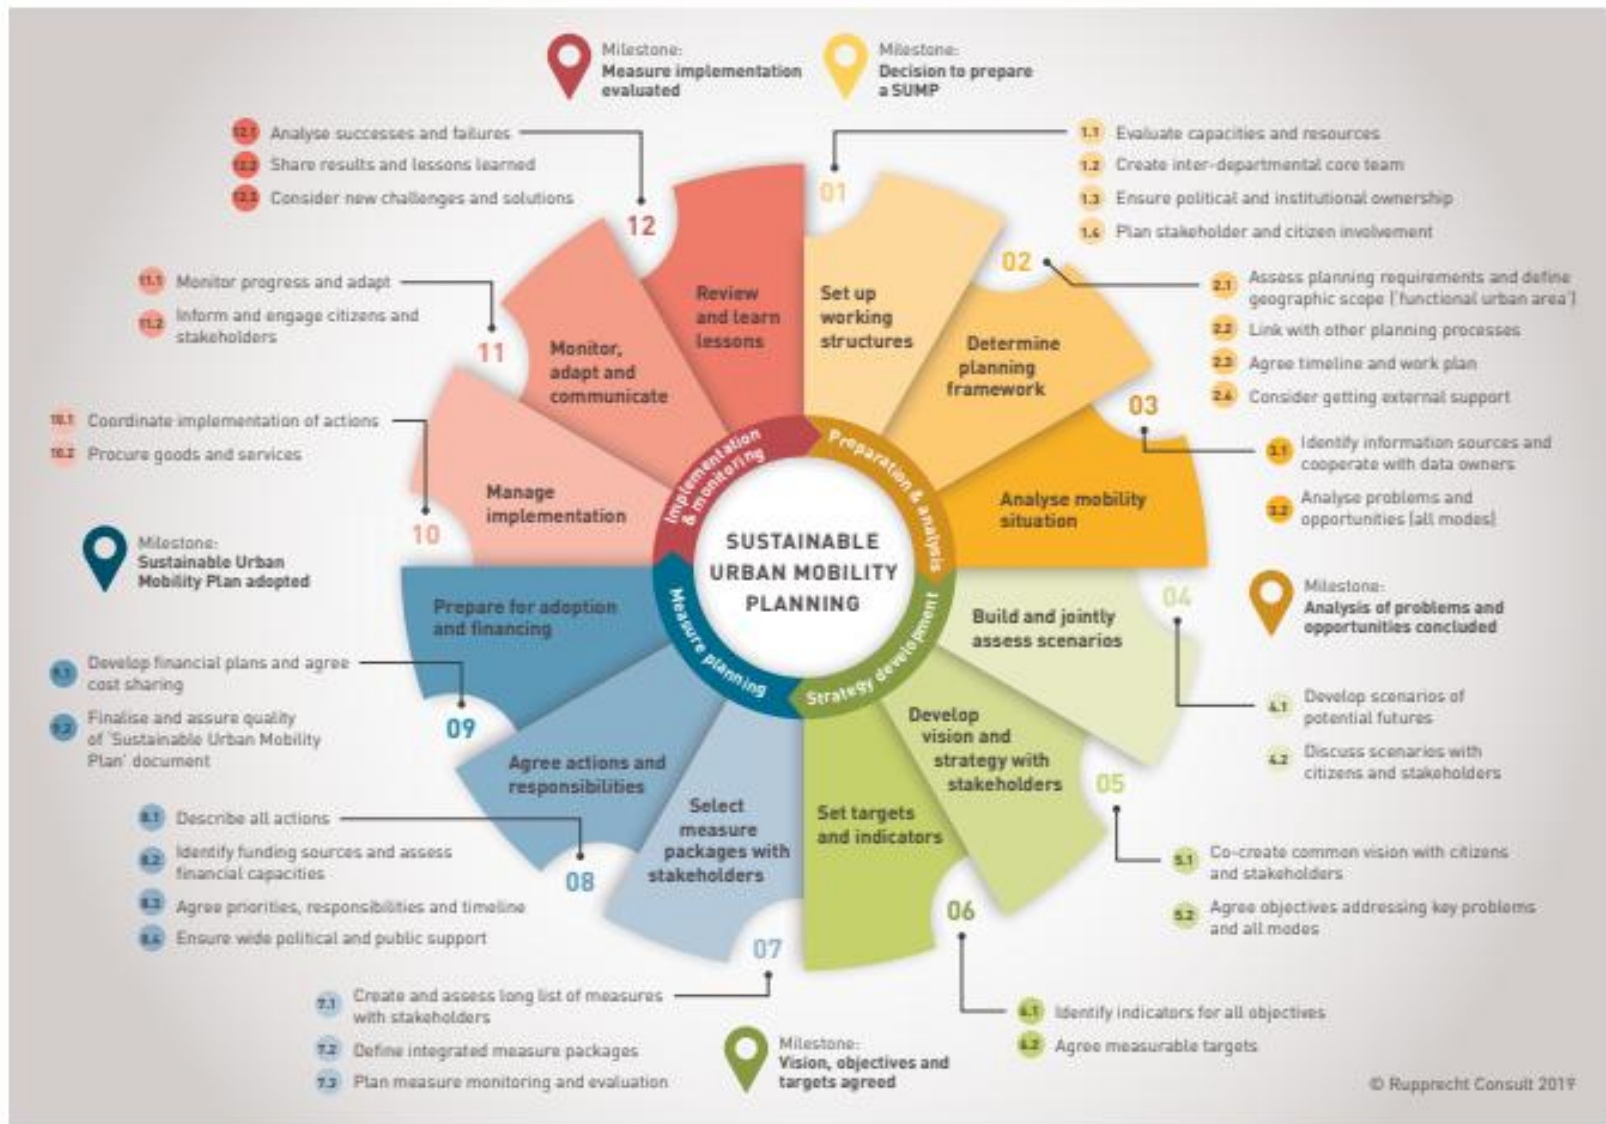 Milestone:
Measure implementation
evaluated
Milestone:
Decision to prepare
a SUMP
12.1 Analyse successes and failures
12.2 Share results and lessons learned
12.3 Consider new challenges and solutions
1.1 Evaluate capacities and resources
1.2 Create inter-departmental core team
1.3 Ensure political and institutional ownership
1.4 Plan stakeholder and citizen involvement
01
Set up
working
structures
02
Determine
planning
framework
2.1 Assess planning requirements and define
geographic scope ('functional urban area')
2.2 Link with other planning processes
2.3 Agree timeline and work plan
2.4 Consider getting external support
03
Analyse mobility
situation
3.1 Identify information sources and
cooperate with data owners
3.2 Analyse problems and
opportunities (all modes)
Milestone:
Analysis of problems and
opportunities concluded
04
Build and jointly
assess scenarios
4.1 Develop scenarios of
potential futures
4.2 Discuss scenarios with
citizens and stakeholders
05
Develop
vision and
strategy with
stakeholders
5.1 Co-create common vision with citizens
and stakeholders
5.2 Agree objectives addressing key problems
and all modes
06
Set targets
and indicators
6.1 Identify indicators for all objectives
6.2 Agree measurable targets
Milestone:
Vision, objectives and
targets agreed
07
Select
measure
packages with
stakeholders
7.1 Create and assess long list of measures
with stakeholders
7.2 Define integrated measure packages
7.3 Plan measure monitoring and evaluation
08
Agree actions and
responsibilities
8.1 Describe all actions
8.2 Identify funding sources and assess
financial capacities
8.3 Agree priorities, responsibilities and timeline
8.4 Ensure wide political and public support
09
Prepare for adoption
and financing
9.1 Develop financial plans and agree
cost sharing
9.2 Finalise and assure quality
of 'Sustainable Urban Mobility
Plan' document
Milestone:
Sustainable Urban
Mobility Plan adopted
10
Manage
implementation
10.1 Coordinate implementation of actions
10.2 Procure goods and services
11
Monitor,
adapt and
communicate
11.1 Monitor progress and adapt
11.2 Inform and engage citizens and
stakeholders
12
Review
and learn
lessons
Preparation & analysis
Strategy development
Measure planning
Implementation
& monitoring
SUSTAINABLE
URBAN MOBILITY
PLANNING
© Rupprecht Consult 2019